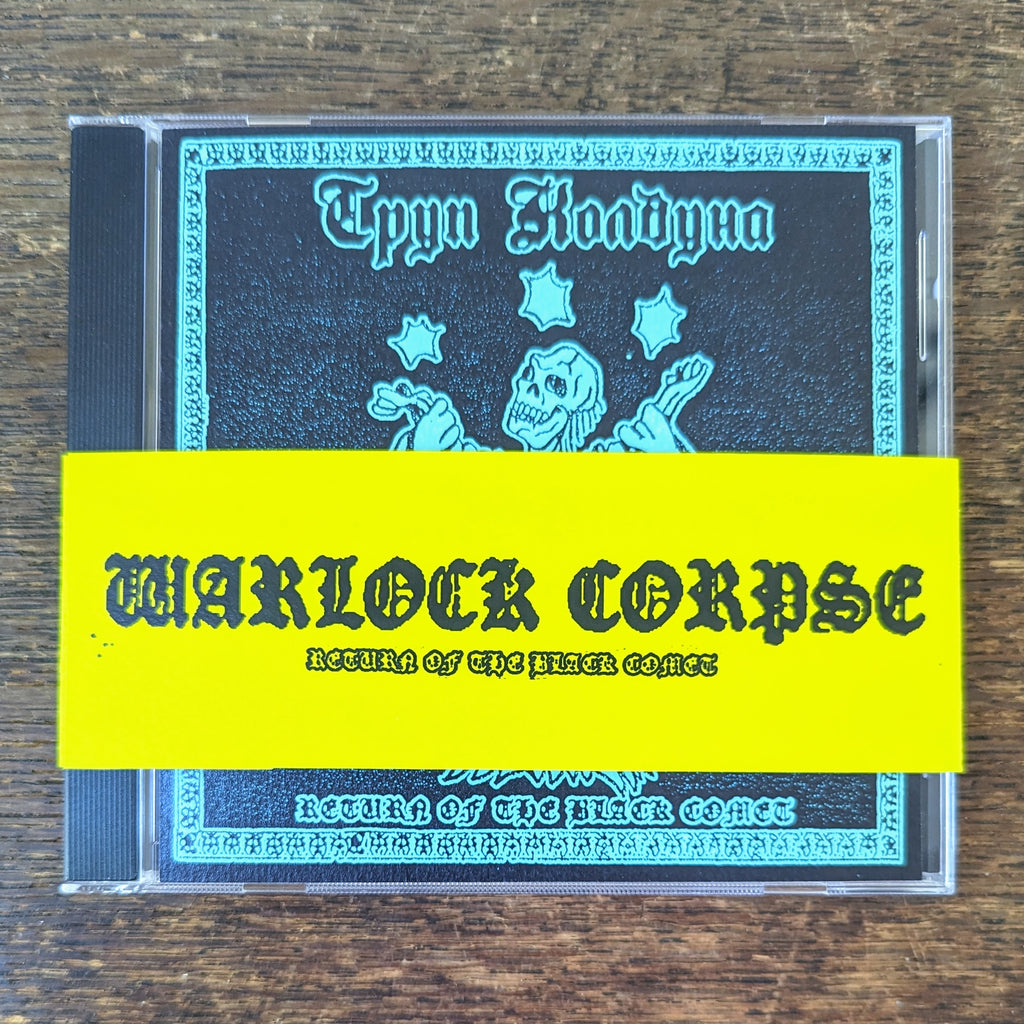 Труп Колдуна
WARLOCK CORPSE
RETURN OF THE BLACK COMET
RETURN OF THE BLACK COMET